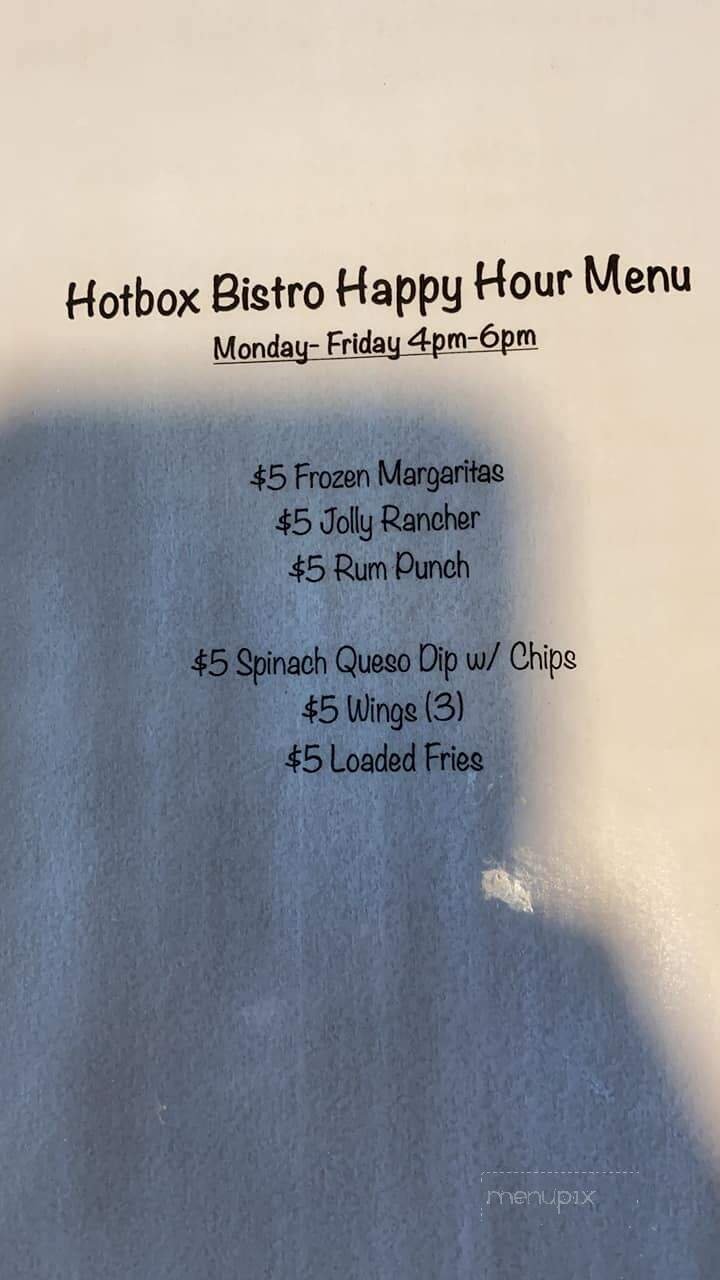 Hotbox Bistro Happy Hour Menu
Monday- Friday 4pm-6pm
$5 Frozen Margaritas
$5 Jolly Rancher
$5 Rum Punch
$5 Spinach Queso Dip w/ Chips
$5 Wings (3)
$5 Loaded Fries
menupix